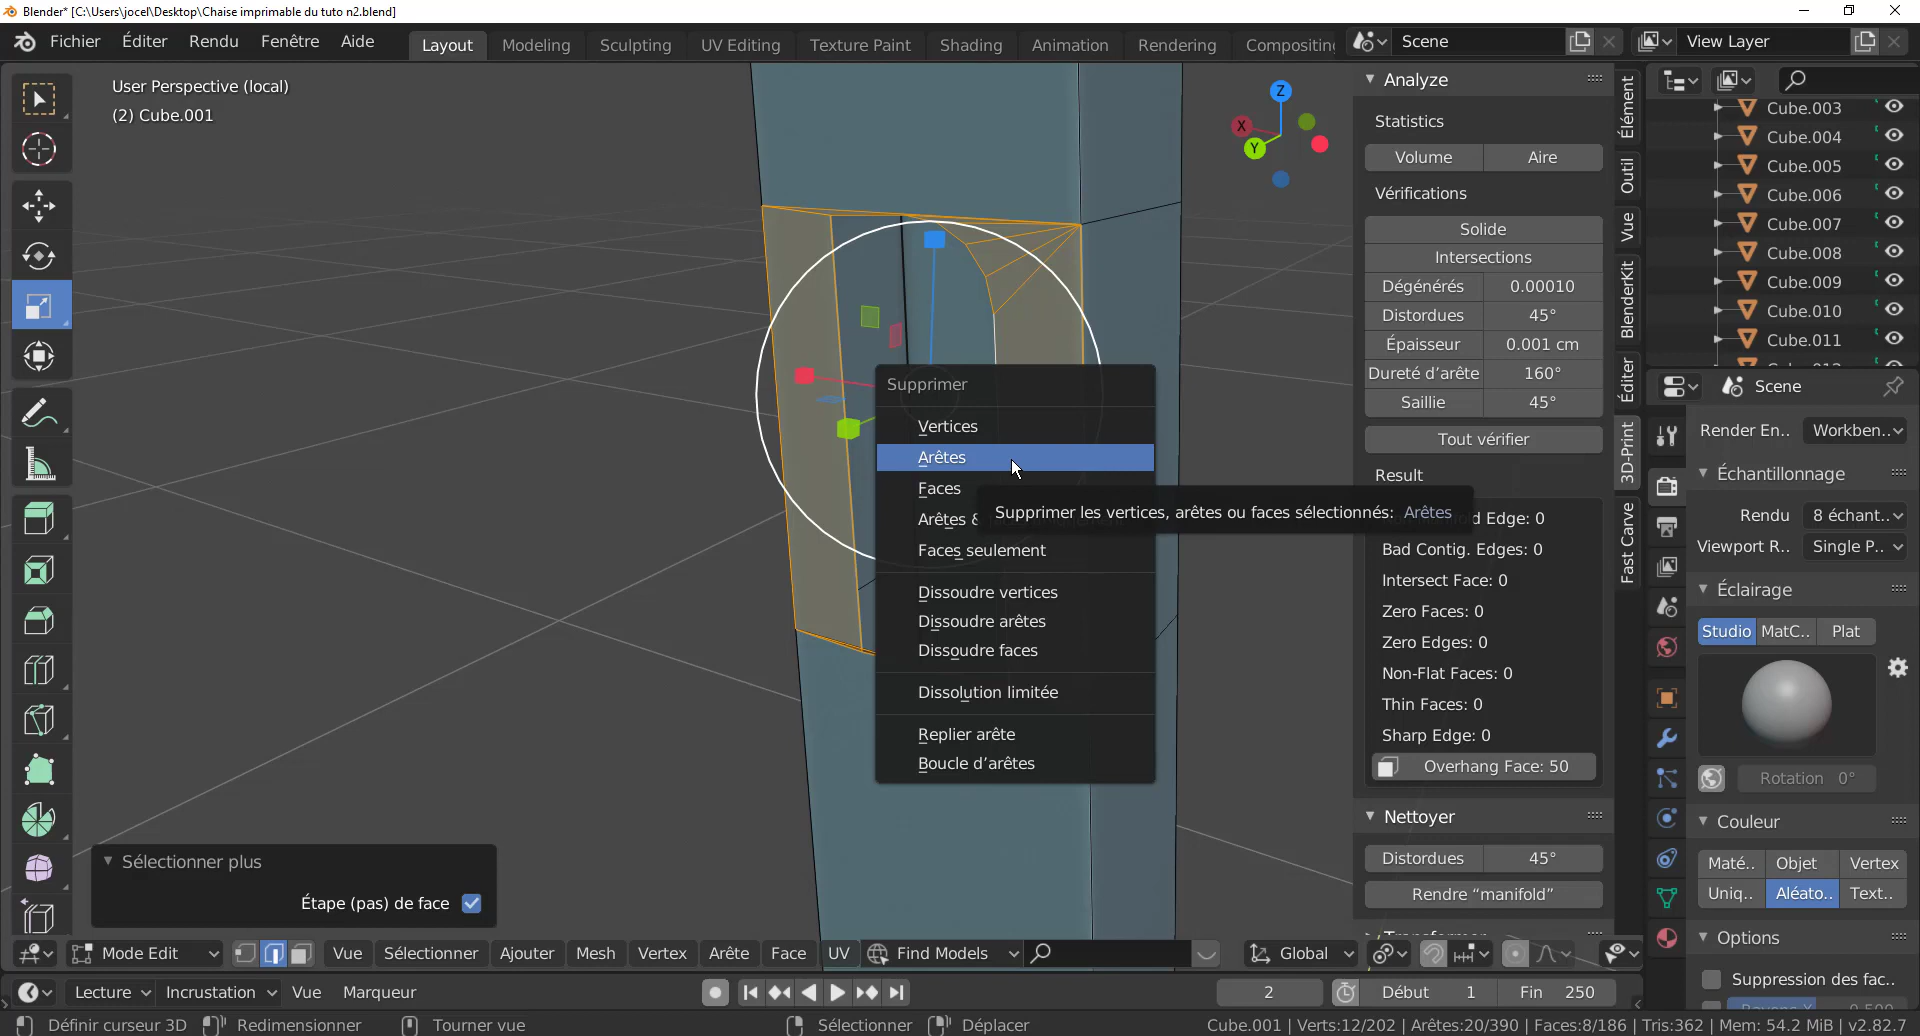 Blender* [C:\Users\jocel\Desktop\Chaise imprimable du tuto n2.blend]
Fichier Éditer Rendu Fenêtre Aide Layout Modeling Sculpting UV Editing Texture Paint Shading Animation Rendering Compositing Scene View Layer
User Perspective (local)
(2) Cube.001
Z
X
Y
Analyze
Statistics
Volume Aire
Vérifications
Solide
Intersections
Dégénérés 0.00010
Distordues 45°
Épaisseur 0.001 cm
Dureté d'arête 160°
Saillie 45°
Tout vérifier
Result
d Edge: 0
Bad Contig. Edges: 0
Intersect Face: 0
Zero Faces: 0
Zero Edges: 0
Non-Flat Faces: 0
Thin Faces: 0
Sharp Edge: 0
Overhang Face: 50
Nettoyer
Distordues 45°
Rendre “manifold”
Élément
Outil
Vue
BlenderKit
Éditer
3D-Print
Fast Carve
Cube.003
Cube.004
Cube.005
Cube.006
Cube.007
Cube.008
Cube.009
Cube.010
Cube.011
Scene
Render En.. Workben..
Échantillonnage
Rendu 8 échant..
Viewport R.. Single P..
Éclairage
Studio MatC.. Plat
Rotation 0°
Couleur
Maté.. Objet Vertex
Uniq.. Aléato.. Text..
Options
Suppression des fac..
Supprimer
Vertices
Arêtes
Faces
Arêtes &
Supprimer les vertices, arêtes ou faces sélectionnés: Arêtes
Faces seulement
Dissoudre vertices
Dissoudre arêtes
Dissoudre faces
Dissolution limitée
Replier arête
Boucle d'arêtes
Sélectionner plus
Étape (pas) de face
Mode Edit Vue Sélectionner Ajouter Mesh Vertex Arête Face UV Find Models Global
Lecture Incrustation Vue Marqueur 2 Début 1 Fin 250
Définir curseur 3D Redimensionner Tourner vue Sélectionner Déplacer Cube.001 | Verts:12/202 | Arêtes:20/390 | Faces:8/186 | Tris:362 | Mem: 54.2 MiB | v2.82.7